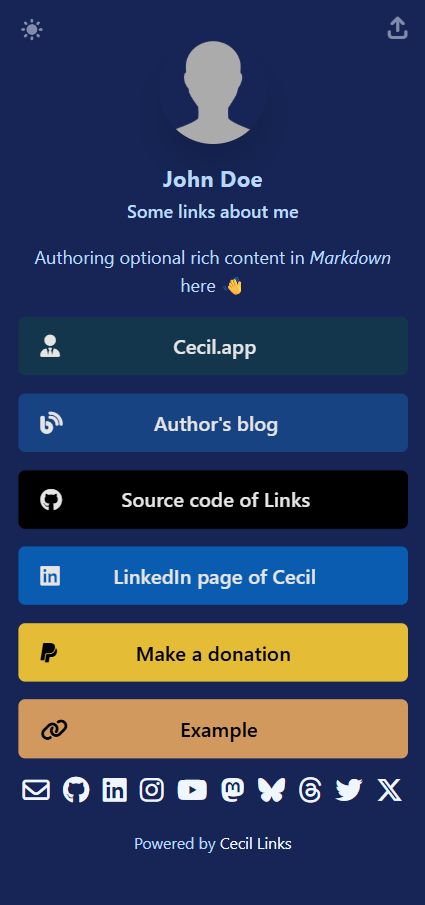 John Doe
Some links about me
Authoring optional rich content in Markdown
here 👋
Cecil.app
Author's blog
Source code of Links
LinkedIn page of Cecil
Make a donation
Example
Powered by Cecil Links